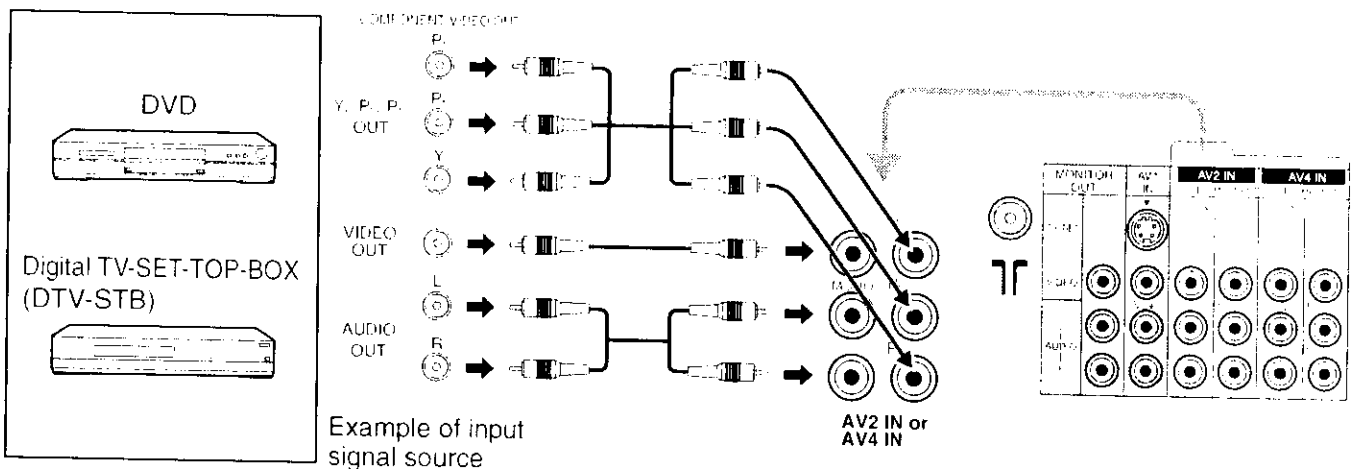 COMPONENT VIDEO OUT
DVD
Y, P, P
OUT
Y
VIDEO
OUT
Digital TV-SET-TOP-BOX
(DTV-STB)
L
AUDIO
OUT
R
Example of input
signal source
AV2 IN or
AV4 IN
MONITOR
OUT
IN
AV2 IN
AV4 IN